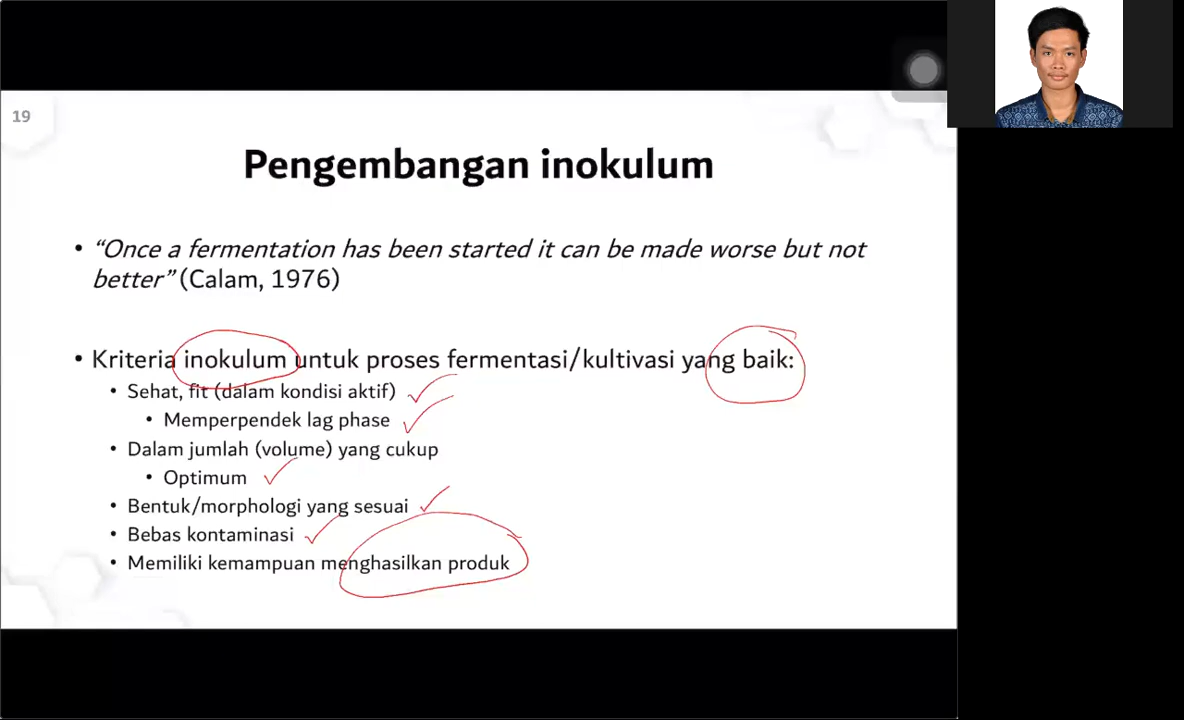 19
Pengembangan inokulum
• “Once a fermentation has been started it can be made worse but not
better” (Calam, 1976)
• Kriteria inokulum untuk proses fermentasi/kultivasi yang baik:
• Sehat, fit (dalam kondisi aktif)
• Memperpendek lag phase
• Dalam jumlah (volume) yang cukup
• Optimum
• Bentuk/morphologi yang sesuai
• Bebas kontaminasi
• Memiliki kemampuan menghasilkan produk